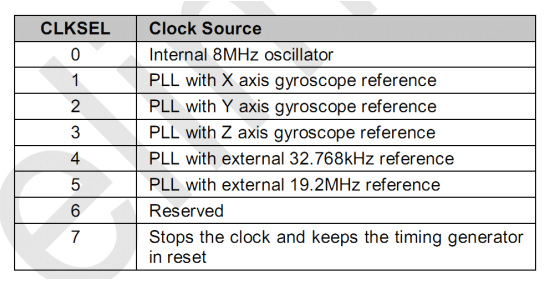 CLKSEL Clock Source
0 Internal 8MHz oscillator
1 PLL with X axis gyroscope reference
2 PLL with Y axis gyroscope reference
3 PLL with Z axis gyroscope reference
4 PLL with external 32.768kHz reference
5 PLL with external 19.2MHz reference
6 Reserved
7 Stops the clock and keeps the timing generator
in reset